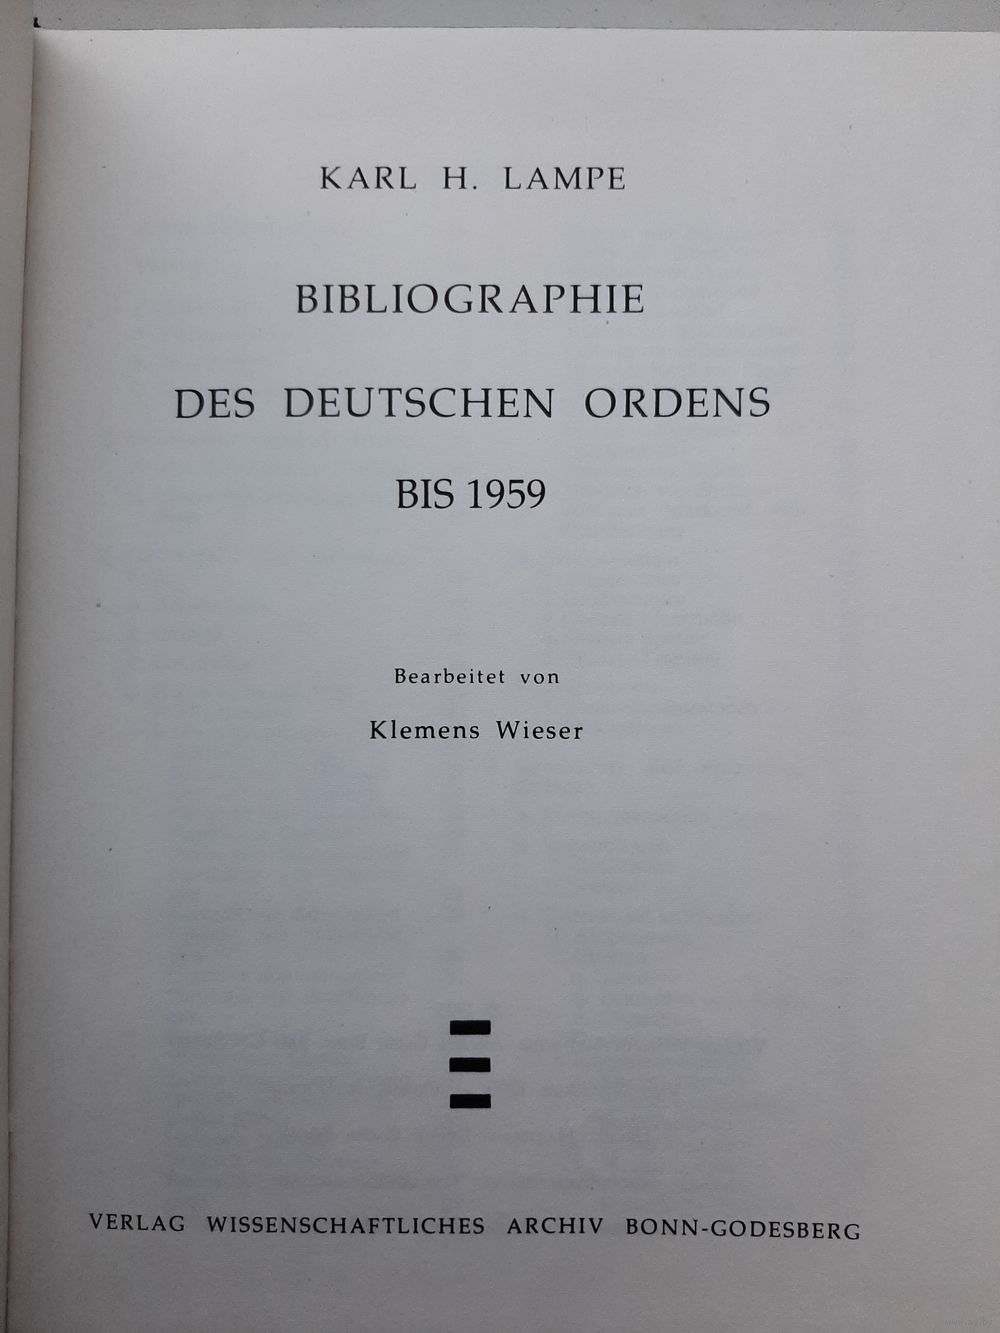 KARL H. LAMPE
BIBLIOGRAPHIE
DES DEUTSCHEN ORDENS
BIS 1959
Bearbeitet von
Klemens Wieser
VERLAG WISSENSCHAFTLICHES ARCHIV BONN-GODESBERG